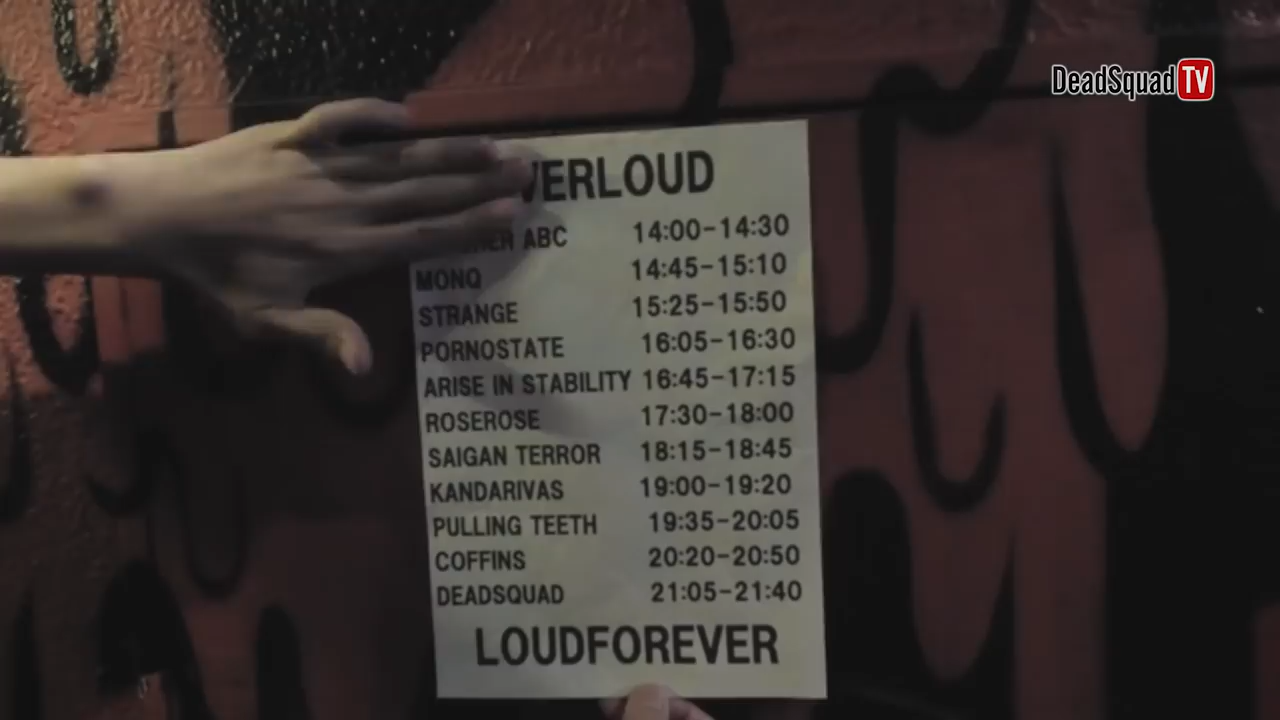 DeadSquad TV
VERLOUD
ABC 14:00-14:30
MONO 14:45-15:10
STRANGE 15:25-15:50
PORNOSTATE 16:05-16:30
ARISE IN STABILITY 16:45-17:15
ROSEROSE 17:30-18:00
SAIGAN TERROR 18:15-18:45
KANDARIVAS 19:00-19:20
PULLING TEETH 19:35-20:05
COFFINS 20:20-20:50
DEADSQUAD 21:05-21:40
LOUDFOREVER